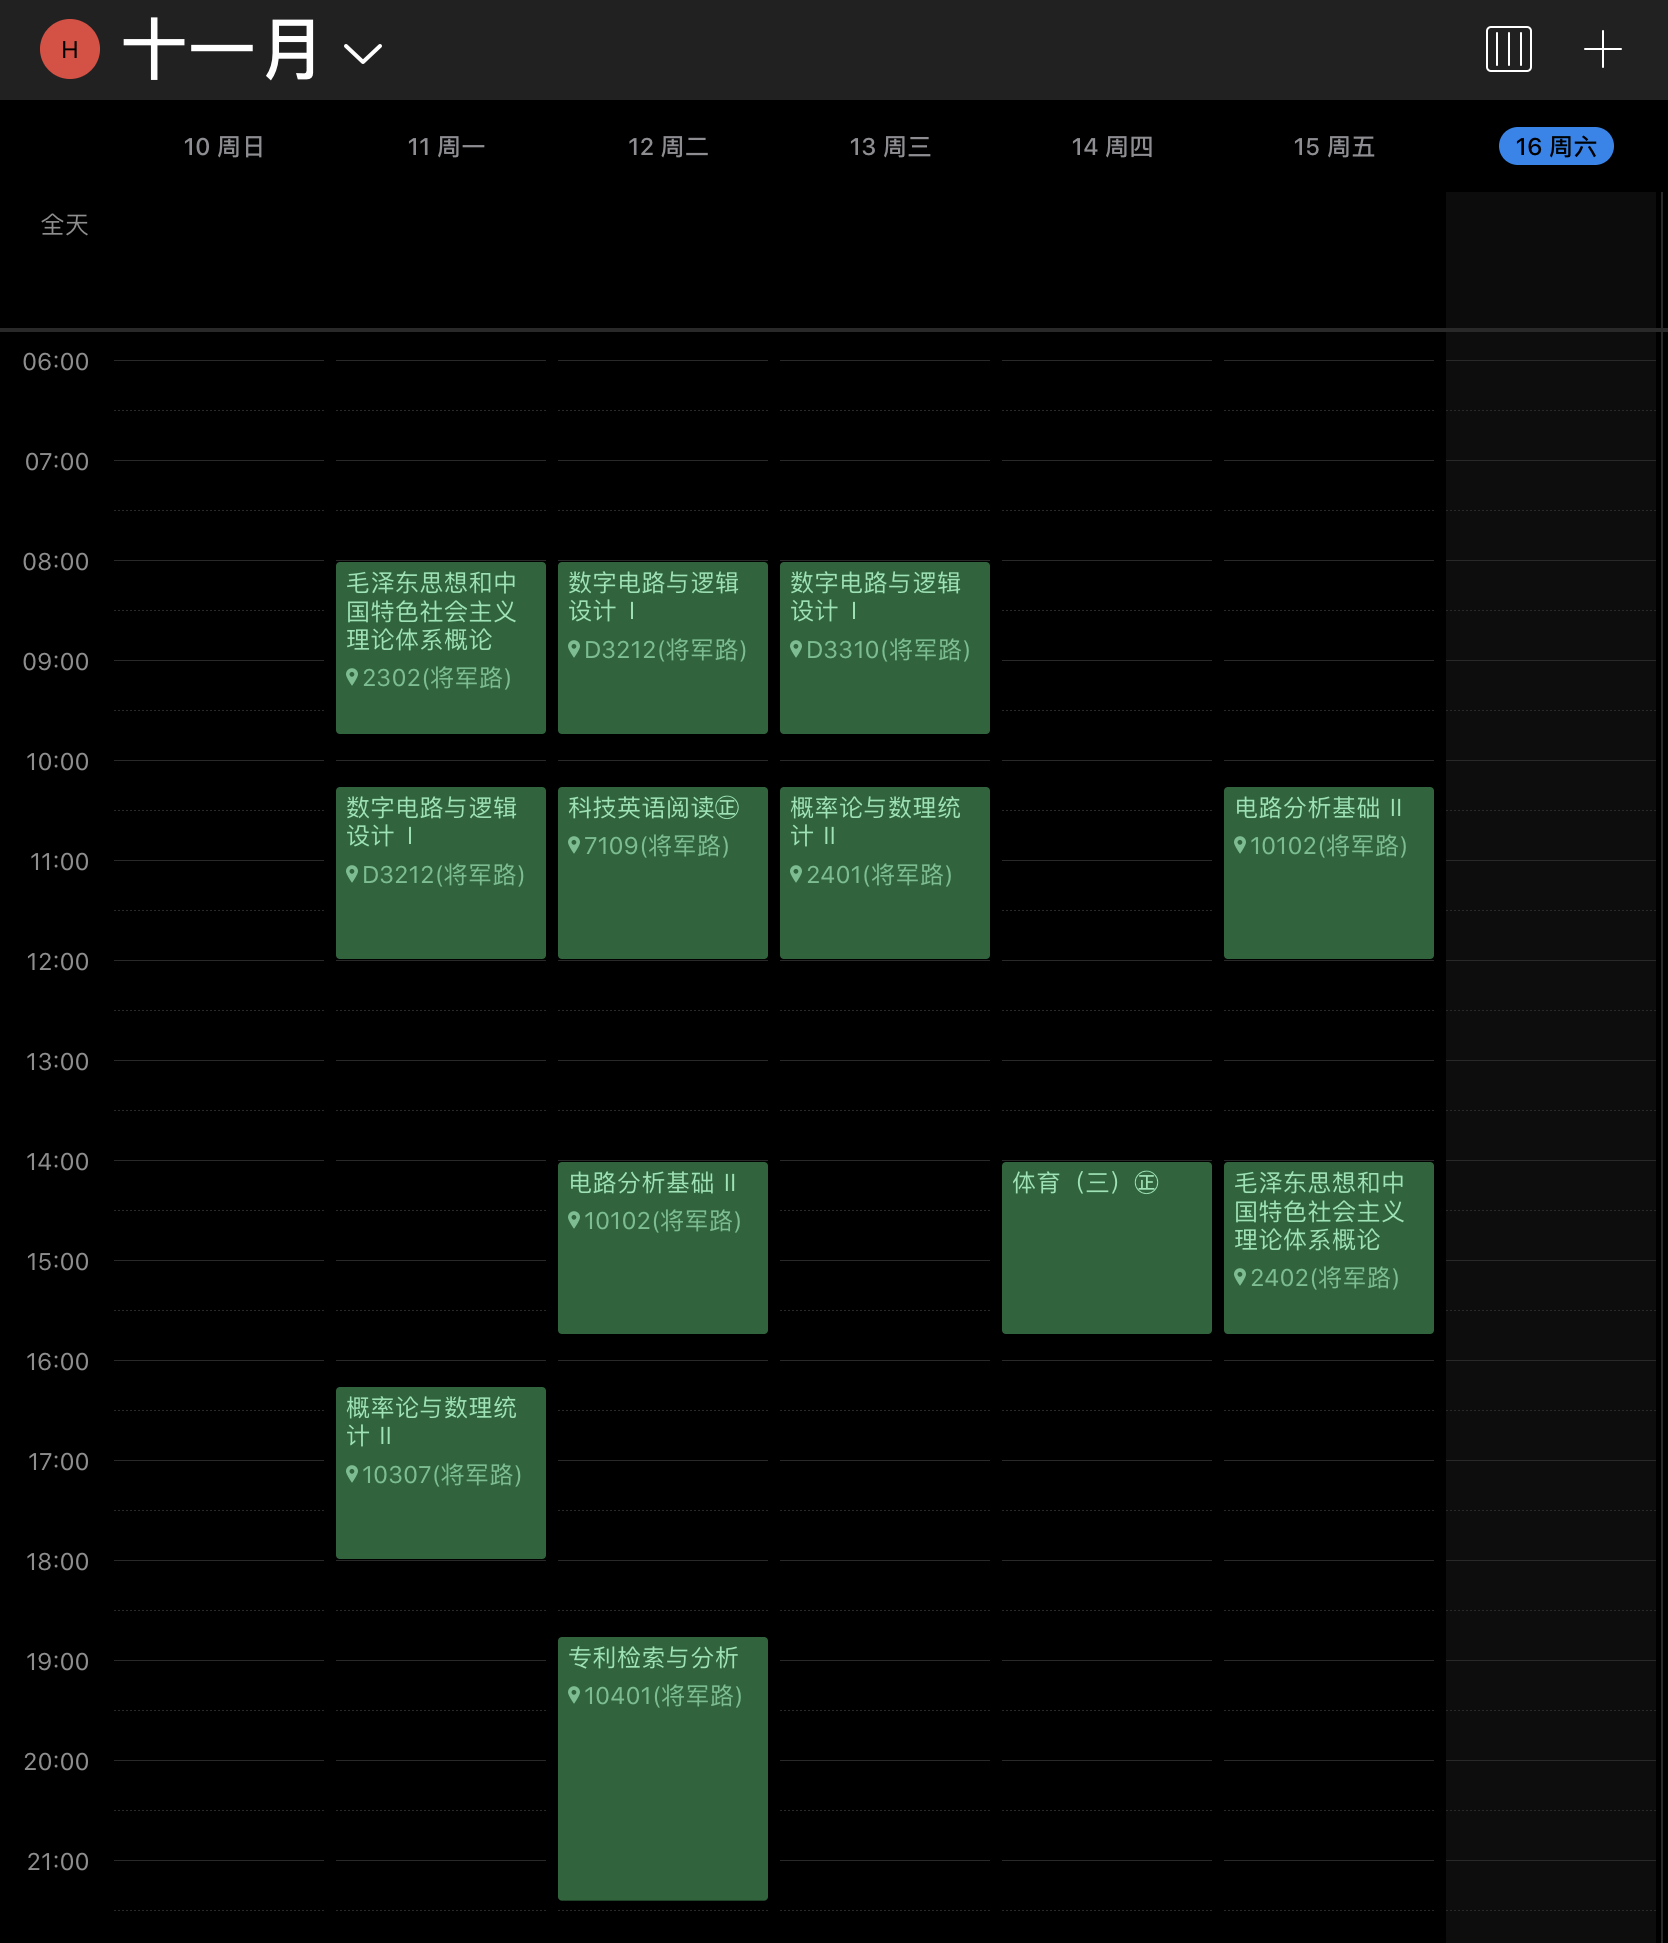 H
十一月
10 周日
11 周一
12 周二
13 周三
14 周四
15 周五
16 周六
全天
06:00
07:00
08:00
09:00
10:00
11:00
12:00
13:00
14:00
15:00
16:00
17:00
18:00
19:00
20:00
21:00
毛泽东思想和中
国特色社会主义
理论体系概论
2302(将军路)
数字电路与逻辑
设计 Ⅰ
D3212(将军路)
概率论与数理统
计 Ⅱ
10307(将军路)
数字电路与逻辑
设计 Ⅰ
D3212(将军路)
科技英语阅读㊣
7109(将军路)
电路分析基础 Ⅱ
10102(将军路)
专利检索与分析
10401(将军路)
数字电路与逻辑
设计 Ⅰ
D3310(将军路)
概率论与数理统
计 Ⅱ
2401(将军路)
体育（三）㊣
电路分析基础 Ⅱ
10102(将军路)
毛泽东思想和中
国特色社会主义
理论体系概论
2402(将军路)